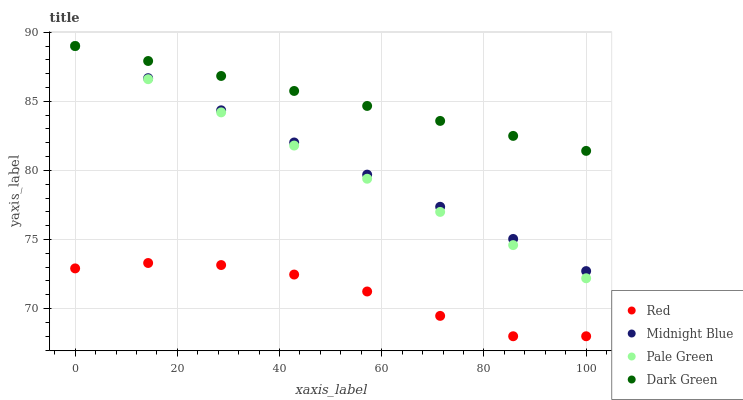 title
90
85
80
75
70
yaxis_label
0 20 40 60 80 100
xaxis_label
Red
Midnight Blue
Pale Green
Dark Green